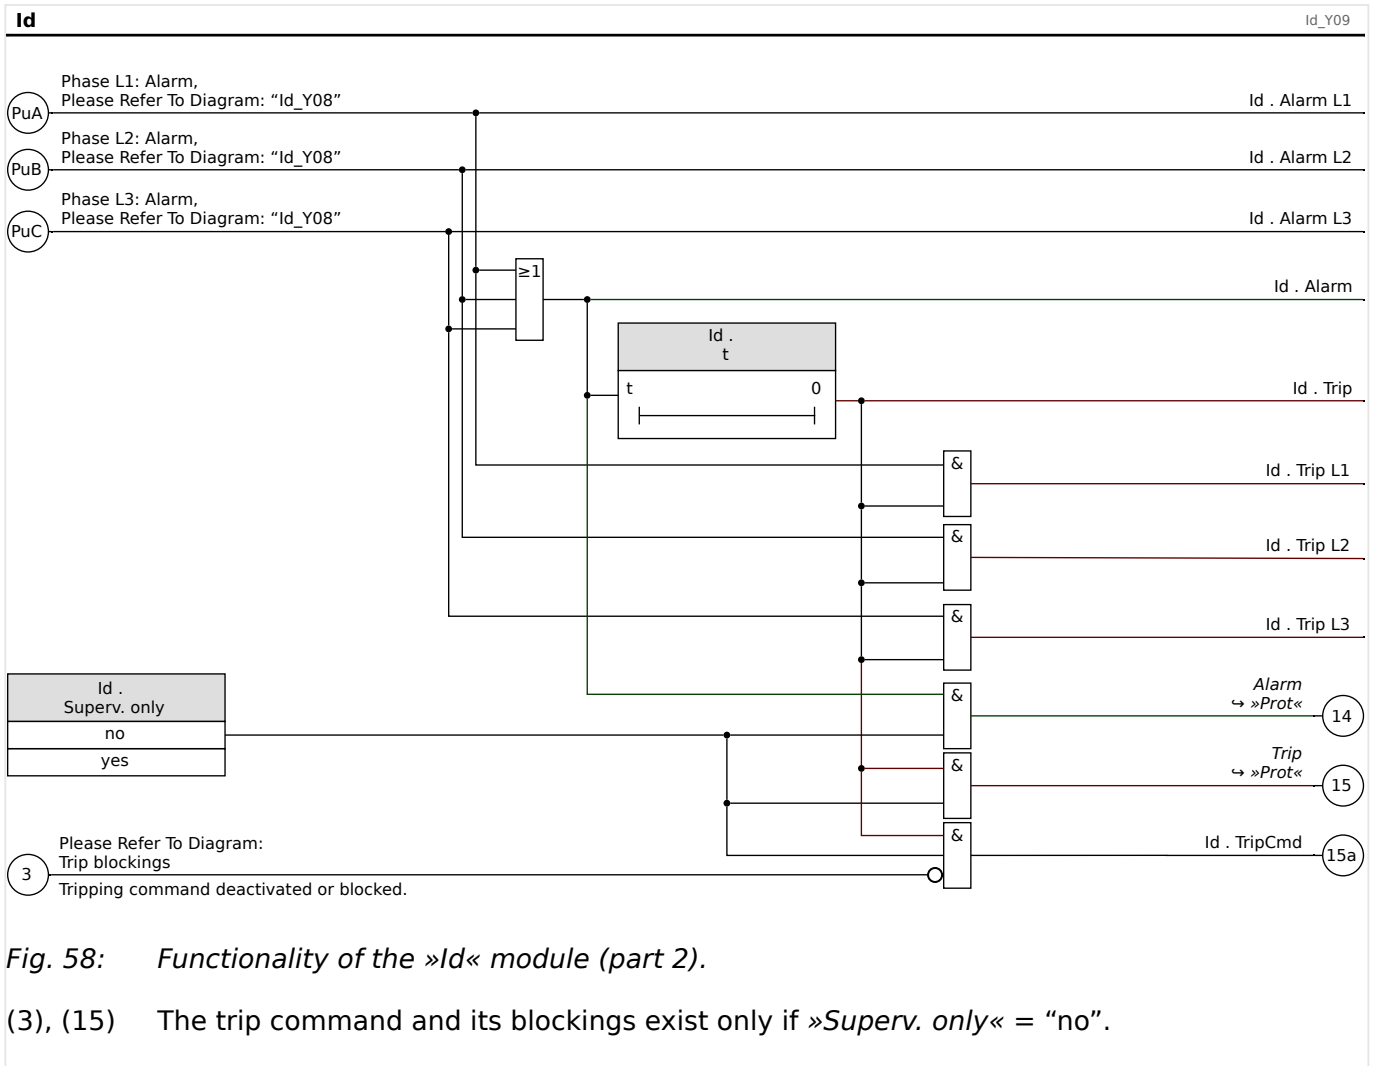 Id
Id_Y09
Phase L1: Alarm,
Please Refer To Diagram: “Id_Y08”
PuA
Id . Alarm L1
Phase L2: Alarm,
Please Refer To Diagram: “Id_Y08”
PuB
Id . Alarm L2
Phase L3: Alarm,
Please Refer To Diagram: “Id_Y08”
PuC
Id . Alarm L3
≥1
Id . Alarm
Id .
t
t 0
Id . Trip
&
Id . Trip L1
&
Id . Trip L2
&
Id . Trip L3
Id .
Superv. only
no
yes
&
Alarm
↪ »Prot«
14
&
Trip
↪ »Prot«
15
&
Id . TripCmd
15a
Please Refer To Diagram:
Trip blockings
3
Tripping command deactivated or blocked.
Fig. 58: Functionality of the »Id« module (part 2).
(3), (15) The trip command and its blockings exist only if »Superv. only« = “no”.